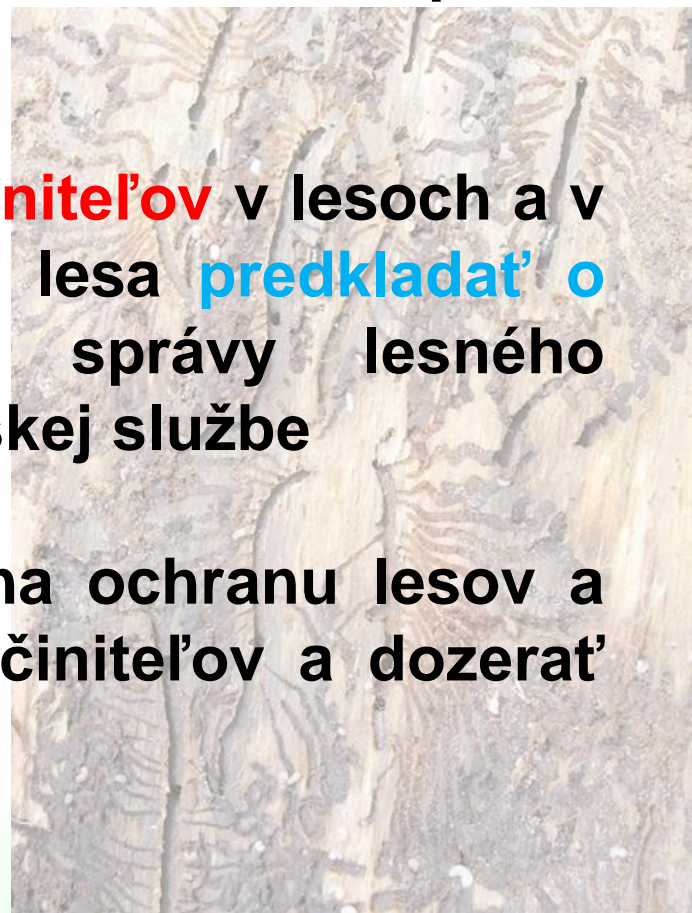 niteľov v lesoch a v
lesa predkladať o
správy lesného
skej službe
na ochranu lesov a
činiteľov a dozerať